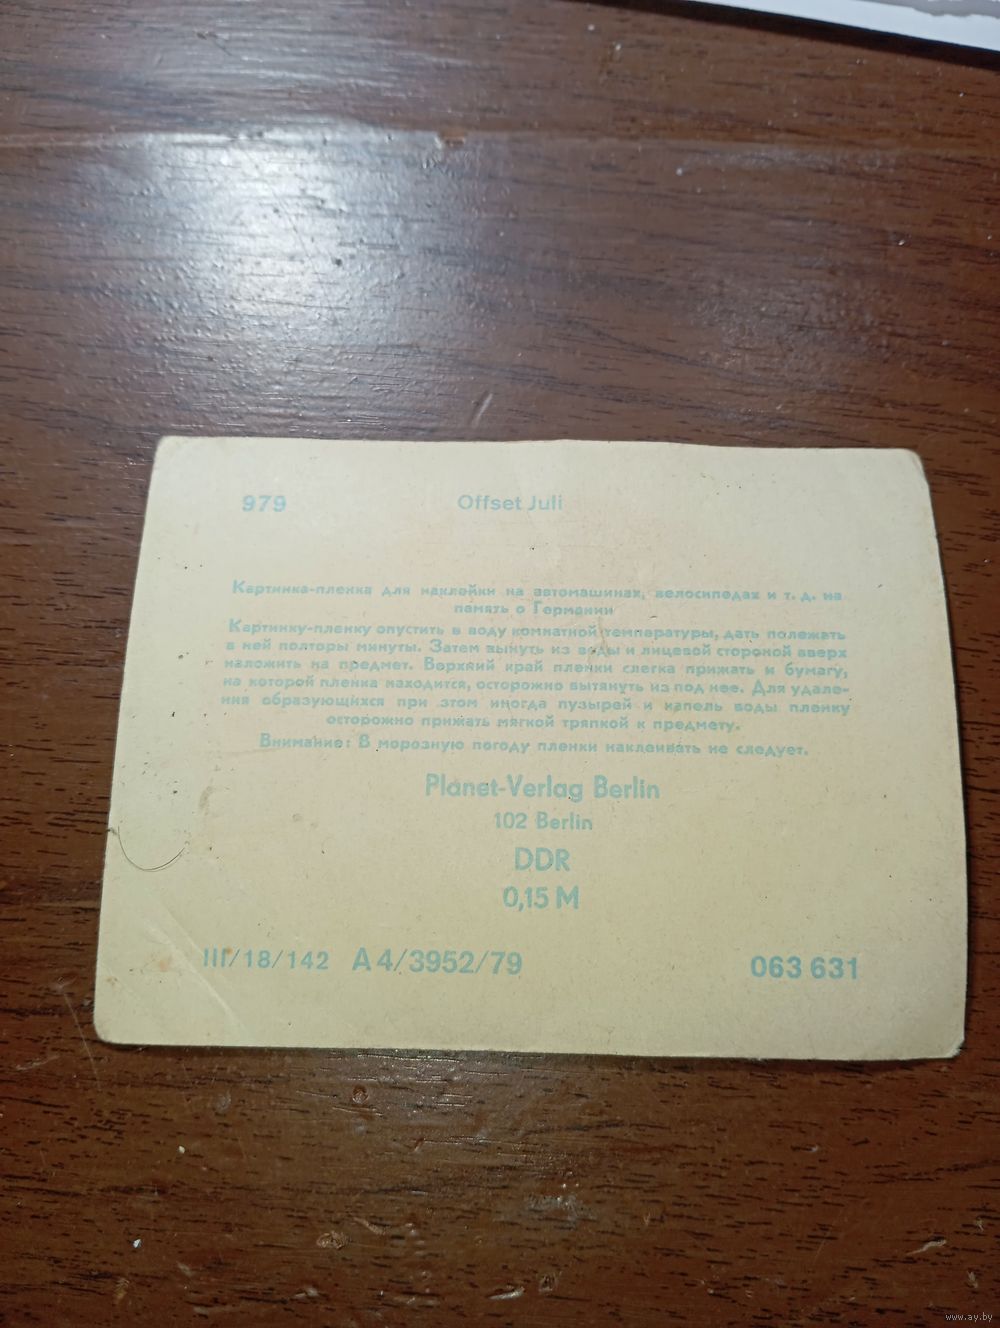 979 Offset Juli
Картинка-пленка для наклейки на автомашинах, велосипедах и т. д. на
память о Германии
Картинку-пленку опустить в воду комнатной температуры, дать полежать
в ней полторы минуты. Затем вынуть из воды и лицевой стороной вверх
наложить на предмет. Верхний край пленки слегка прижать и бумагу,
на которой пленка находится, осторожно вытянуть из под нее. Для удале-
ния образующихся при этом иногда пузырей и капель воды пленку
осторожно прижать мягкой тряпкой к предмету.
Внимание: В морозную погоду пленки наклеивать не следует.
Planet-Verlag Berlin
102 Berlin
DDR
0,15 M
III/18/142 A 4/3952/79 063 631
www.ay.by